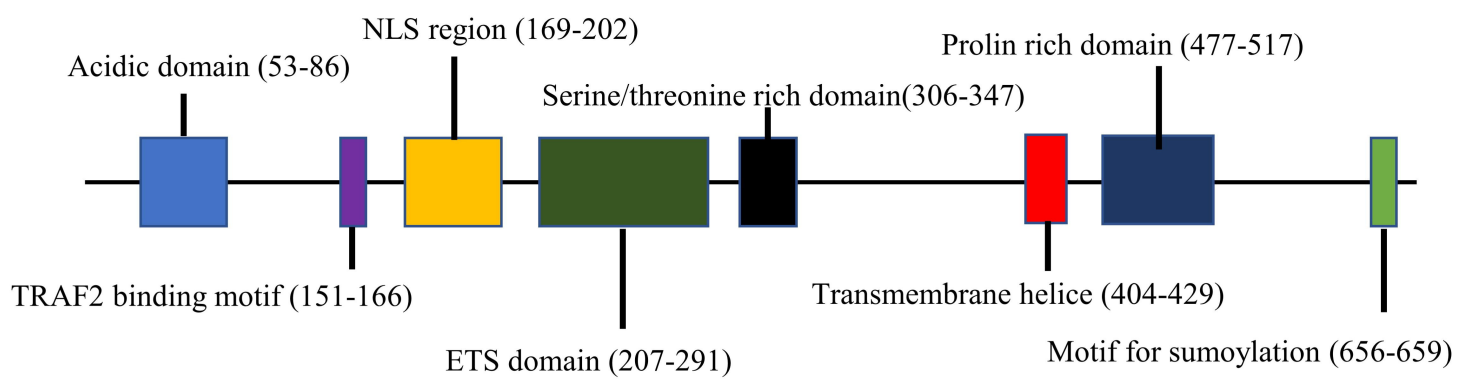 NLS region (169-202)
Prolin rich domain (477-517)
Acidic domain (53-86)
Serine/threonine rich domain(306-347)
TRAF2 binding motif (151-166)
Transmembrane helice (404-429)
ETS domain (207-291)
Motif for sumoylation (656-659)